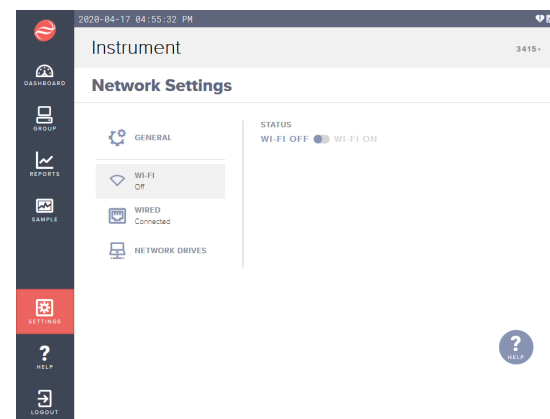 2020-04-17 04:55:32 PM
Instrument
3415-
Network Settings
DASHBOARD
GROUP
REPORTS
SAMPLE
SETTINGS
?
HELP
LOGOUT
GENERAL
WI-FI
Off
WIRED
Connected
NETWORK DRIVES
STATUS
WI-FI OFF WI-FI ON
?
HELP